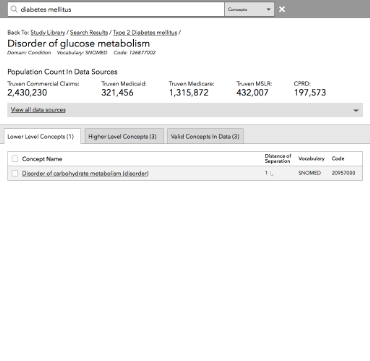 diabetes mellitus Concepts
Back To: Study Library / Search Results / Type 2 Diabetes mellitus /
Disorder of glucose metabolism
Domain: Condition Vocabulary: SNOMED Code: 126877002
Population Count In Data Sources
Truven Commercial Claims: Truven Medicaid: Truven Medicare: Truven MSLR: CPRD:
2,430,230 321,456 1,315,872 432,007 197,573
View all data sources
Lower Level Concepts (1) Higher Level Concepts (3) Valid Concepts In Data (3)
Concept Name Distance of Separation Vocabulary Code
Disorder of carbohydrate metabolism (disorder) 1 SNOMED 20957000